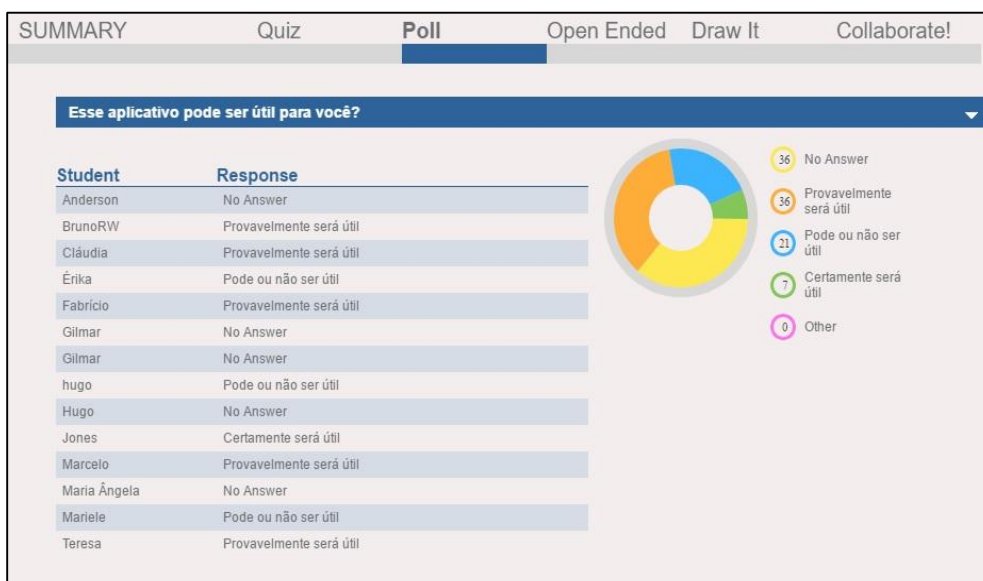 SUMMARY Quiz Poll Open Ended Draw It Collaborate!
Esse aplicativo pode ser útil para você?
Student Response
Anderson No Answer
BrunoRW Provavelmente será útil
Cláudia Provavelmente será útil
Érika Pode ou não ser útil
Fabrício Provavelmente será útil
Gilmar No Answer
Gilmar No Answer
hugo Pode ou não ser útil
Hugo No Answer
Jones Certamente será útil
Marcelo Provavelmente será útil
Maria Ângela No Answer
Mariele Pode ou não ser útil
Teresa Provavelmente será útil
36 No Answer
36 Provavelmente
será útil
21 Pode ou não ser
útil
7 Certamente será
útil
0 Other